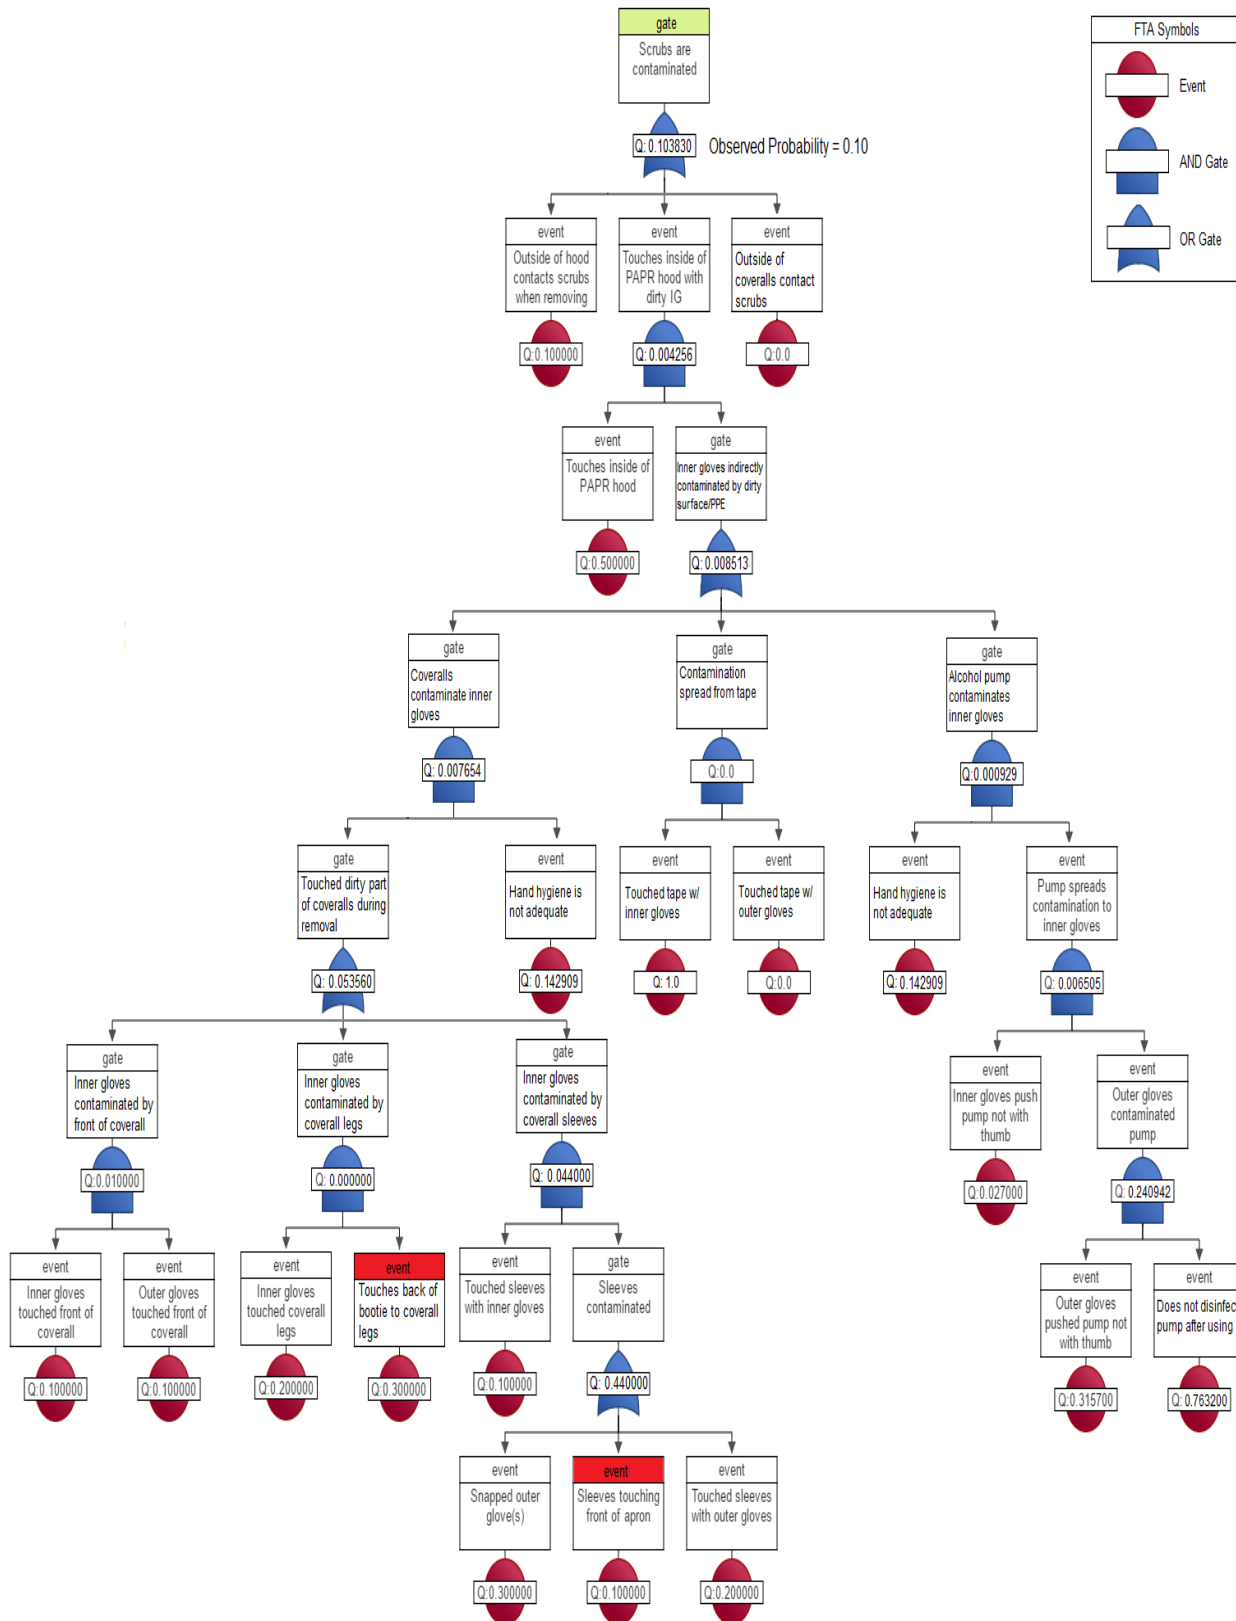 gate
Scrubs are
contaminated
Q: 0.103830
Observed Probability = 0.10
FTA Symbols
Event
AND Gate
OR Gate
event
Outside of hood
contacts scrubs
when removing
Q:0.100000
event
Touches inside of
PAPR hood with
dirty IG
Q: 0.004256
event
Outside of
coveralls contact
scrubs
Q:0.0
event
Touches inside of
PAPR hood
Q:0.500000
gate
Inner gloves indirectly
contaminated by dirty
surface/PPE
Q: 0.008513
gate
Coveralls
contaminate inner
gloves
Q: 0.007654
gate
Contamination
spread from tape
Q:0.0
gate
Alcohol pump
contaminates
inner gloves
Q:0.000929
gate
Touched dirty part
of coveralls during
removal
Q: 0.053560
event
Hand hygiene is
not adequate
Q:0.142909
event
Touched tape w/
inner gloves
Q: 1.0
event
Touched tape w/
outer gloves
Q:0.0
event
Hand hygiene is
not adequate
Q:0.142909
event
Pump spreads
contamination to
inner gloves
Q: 0.006505
gate
Inner gloves
contaminated by
front of coverall
Q:0.010000
gate
Inner gloves
contaminated by
coverall legs
Q: 0.000000
gate
Inner gloves
contaminated by
coverall sleeves
Q: 0.044000
event
Inner gloves push
pump not with
thumb
Q:0.027000
event
Outer gloves
contaminated
pump
Q: 0.240942
event
Inner gloves
touched front of
coverall
Q:0.100000
event
Outer gloves
touched front of
coverall
Q:0.100000
event
Inner gloves
touched coverall
legs
Q:0.200000
event
Touches back of
bootie to coverall
legs
Q:0.300000
event
Touched sleeves
with inner gloves
Q:0.100000
gate
Sleeves
contaminated
Q: 0.440000
event
Outer gloves
pushed pump not
with thumb
Q:0.315700
event
Does not disinfec
pump after using
Q:0.763200
event
Snapped outer
glove(s)
Q:0.300000
event
Sleeves touching
front of apron
Q:0.100000
event
Touched sleeves
with outer gloves
Q:0.200000